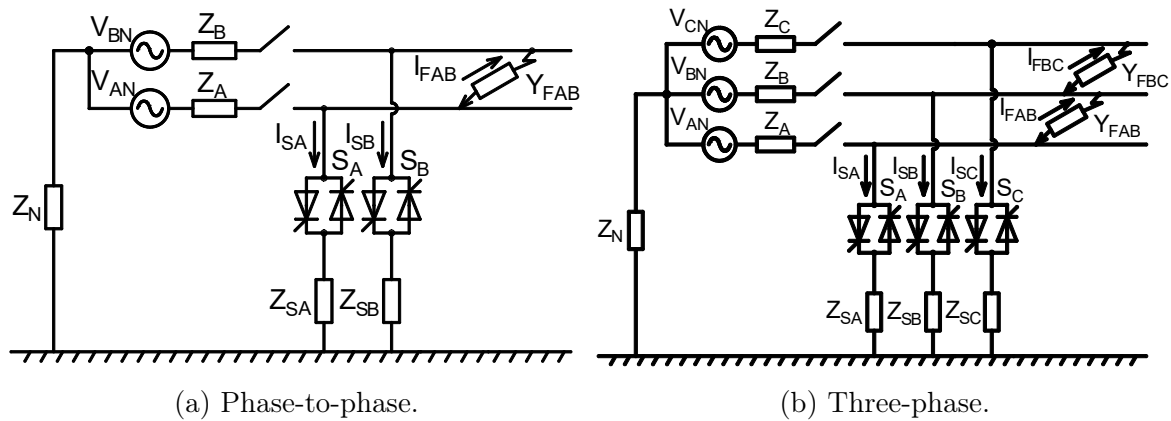 V_BN Z_B
V_AN Z_A
I_FAB Y_FAB
I_SA I_SB
S_A S_B
Z_N
Z_SA Z_SB
(a) Phase-to-phase.
V_CN Z_C
V_BN Z_B
V_AN Z_A
I_FBC Y_FBC
I_FAB Y_FAB
I_SA I_SB I_SC
S_A S_B S_C
Z_N
Z_SA Z_SB Z_SC
(b) Three-phase.